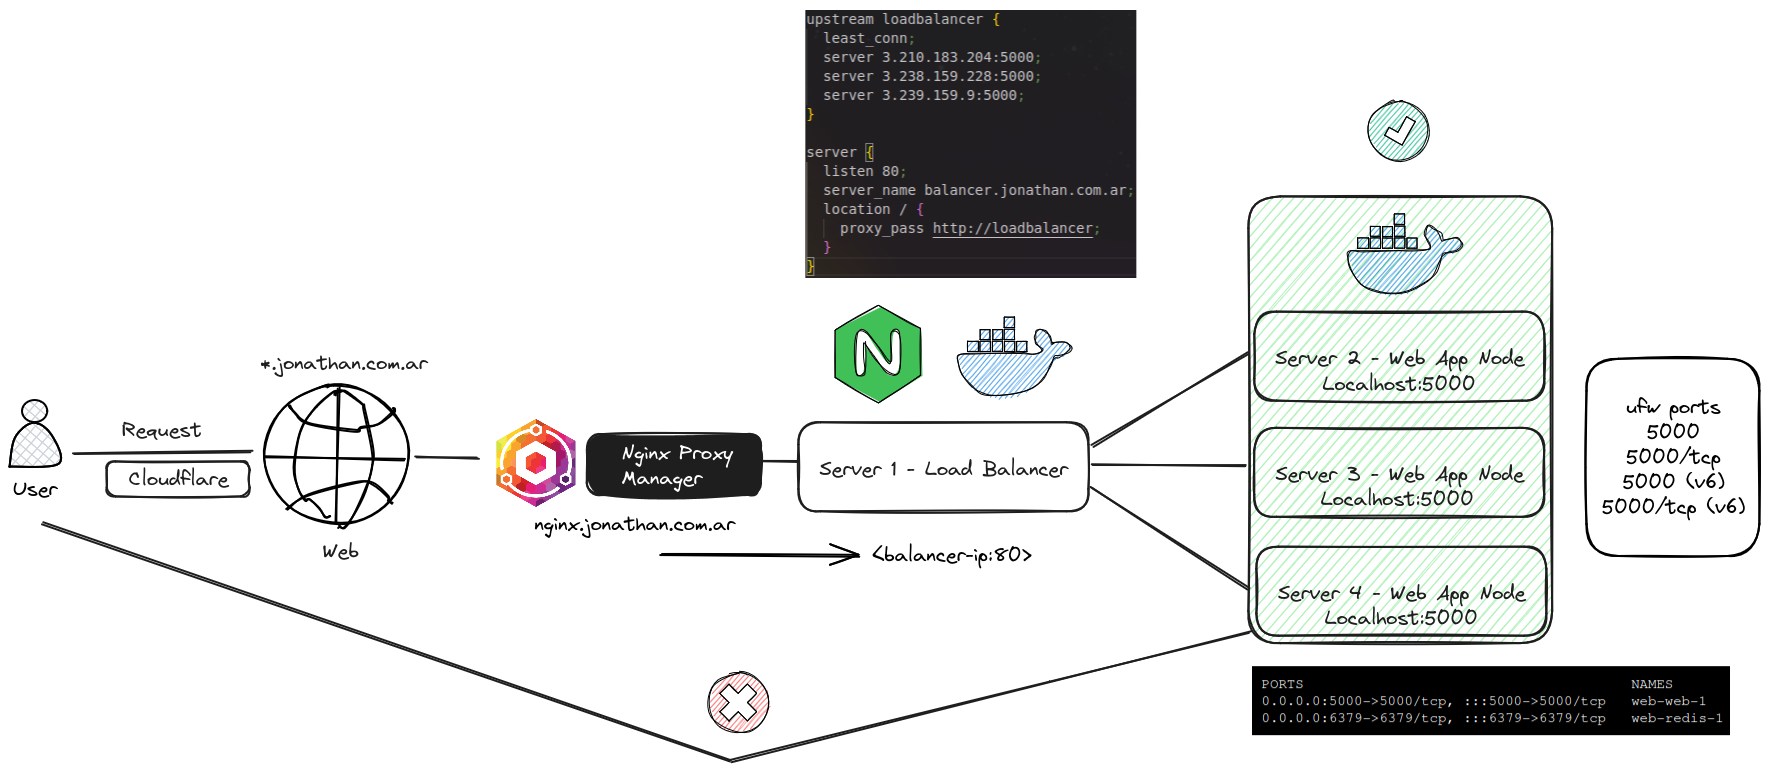 upstream loadbalancer {
least_conn;
server 3.210.183.204:5000;
server 3.238.159.228:5000;
server 3.239.159.9:5000;
}
server {
listen 80;
server_name balancer.jonathan.com.ar;
location / {
proxy_pass http://loadbalancer;
}
}
*.jonathan.com.ar
Request
Cloudflare
User
Web
Nginx Proxy
Manager
nginx.jonathan.com.ar
N
Server 1 - Load Balancer
<balancer-ip:80>
Server 2 - Web App Node
Localhost:5000
Server 3 - Web App Node
Localhost:5000
Server 4 - Web App Node
Localhost:5000
ufw ports
5000
5000/tcp
5000 (v6)
5000/tcp (v6)
PORTS NAMES
0.0.0.0:5000->5000/tcp, :::5000->5000/tcp web-web-1
0.0.0.0:6379->6379/tcp, :::6379->6379/tcp web-redis-1